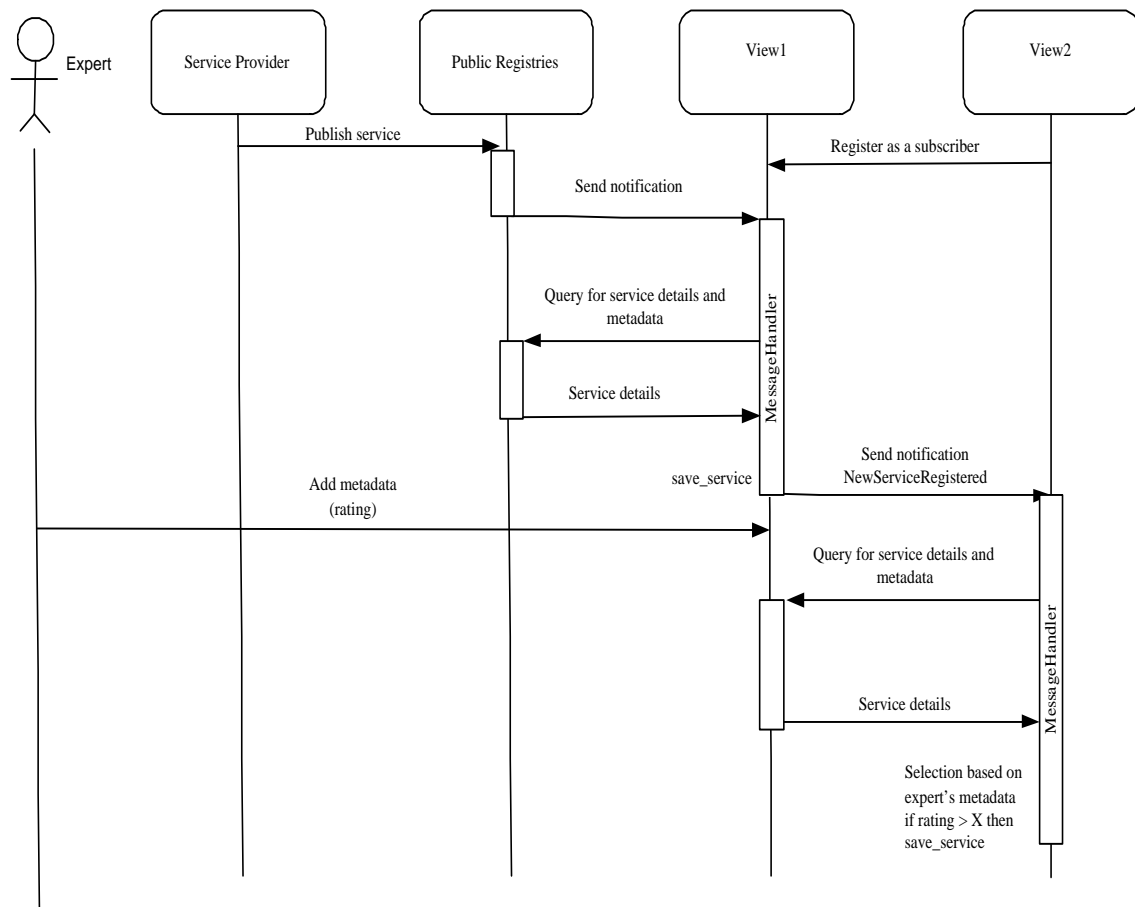 Expert
Service Provider
Public Registries
View1
View2
Publish service
Register as a subscriber
Send notification
Query for service details and
metadata
MessageHandler
Service details
Send notification
NewServiceRegistered
save_service
Add metadata
(rating)
Query for service details and
metadata
MessageHandler
Service details
Selection based on
expert's metadata
if rating > X then
save_service